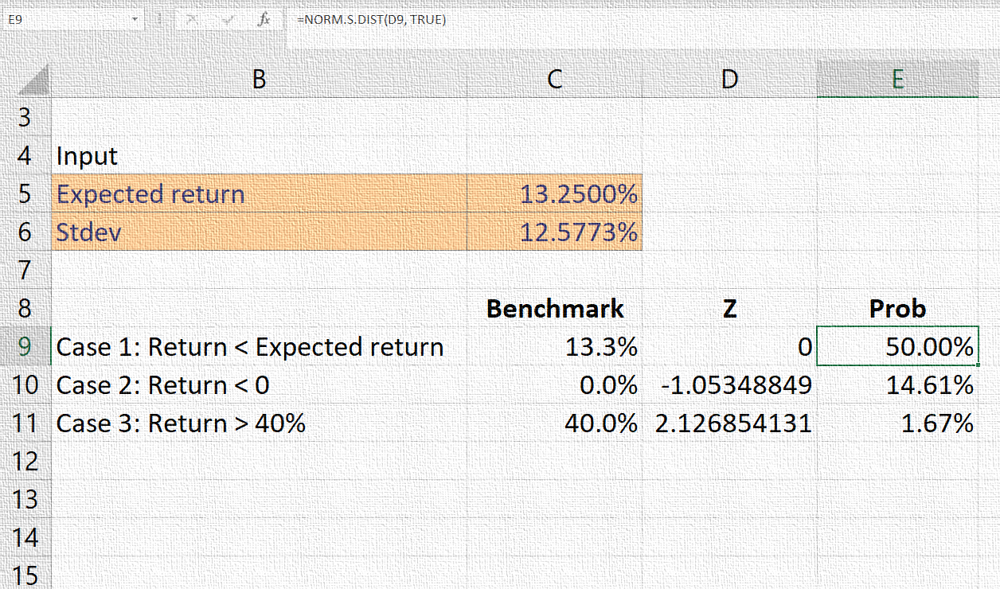 E9 fx =NORM.S.DIST(D9, TRUE)
B C D E
3
4 Input
5 Expected return 13.2500%
6 Stdev 12.5773%
7
8 Benchmark Z Prob
9 Case 1: Return < Expected return 13.3% 0 50.00%
10 Case 2: Return < 0 0.0% -1.05348849 14.61%
11 Case 3: Return > 40% 40.0% 2.126854131 1.67%
12
13
14
15